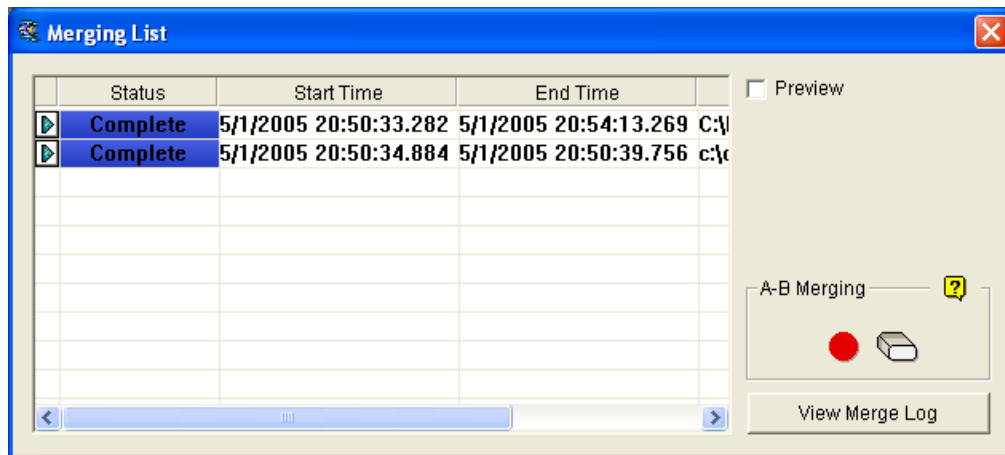 Merging List
Status Start Time End Time
Complete 5/1/2005 20:50:33.282 5/1/2005 20:54:13.269 C:\
Complete 5/1/2005 20:50:34.884 5/1/2005 20:50:39.756 c:\
Preview
A-B Merging ?
View Merge Log